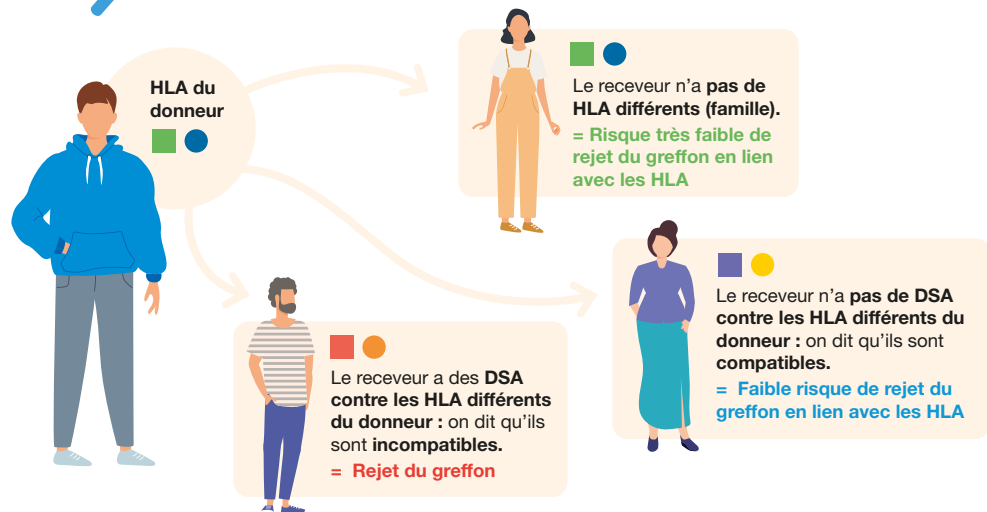 HLA du
donneur
Le receveur n’a pas de
HLA différents (famille).
= Risque très faible de
rejet du greffon en lien
avec les HLA
Le receveur n’a pas de DSA
contre les HLA différents du
donneur : on dit qu’ils sont
compatibles.
= Faible risque de rejet du
greffon en lien avec les HLA
Le receveur a des DSA
contre les HLA différents
du donneur : on dit qu’ils
sont incompatibles.
= Rejet du greffon